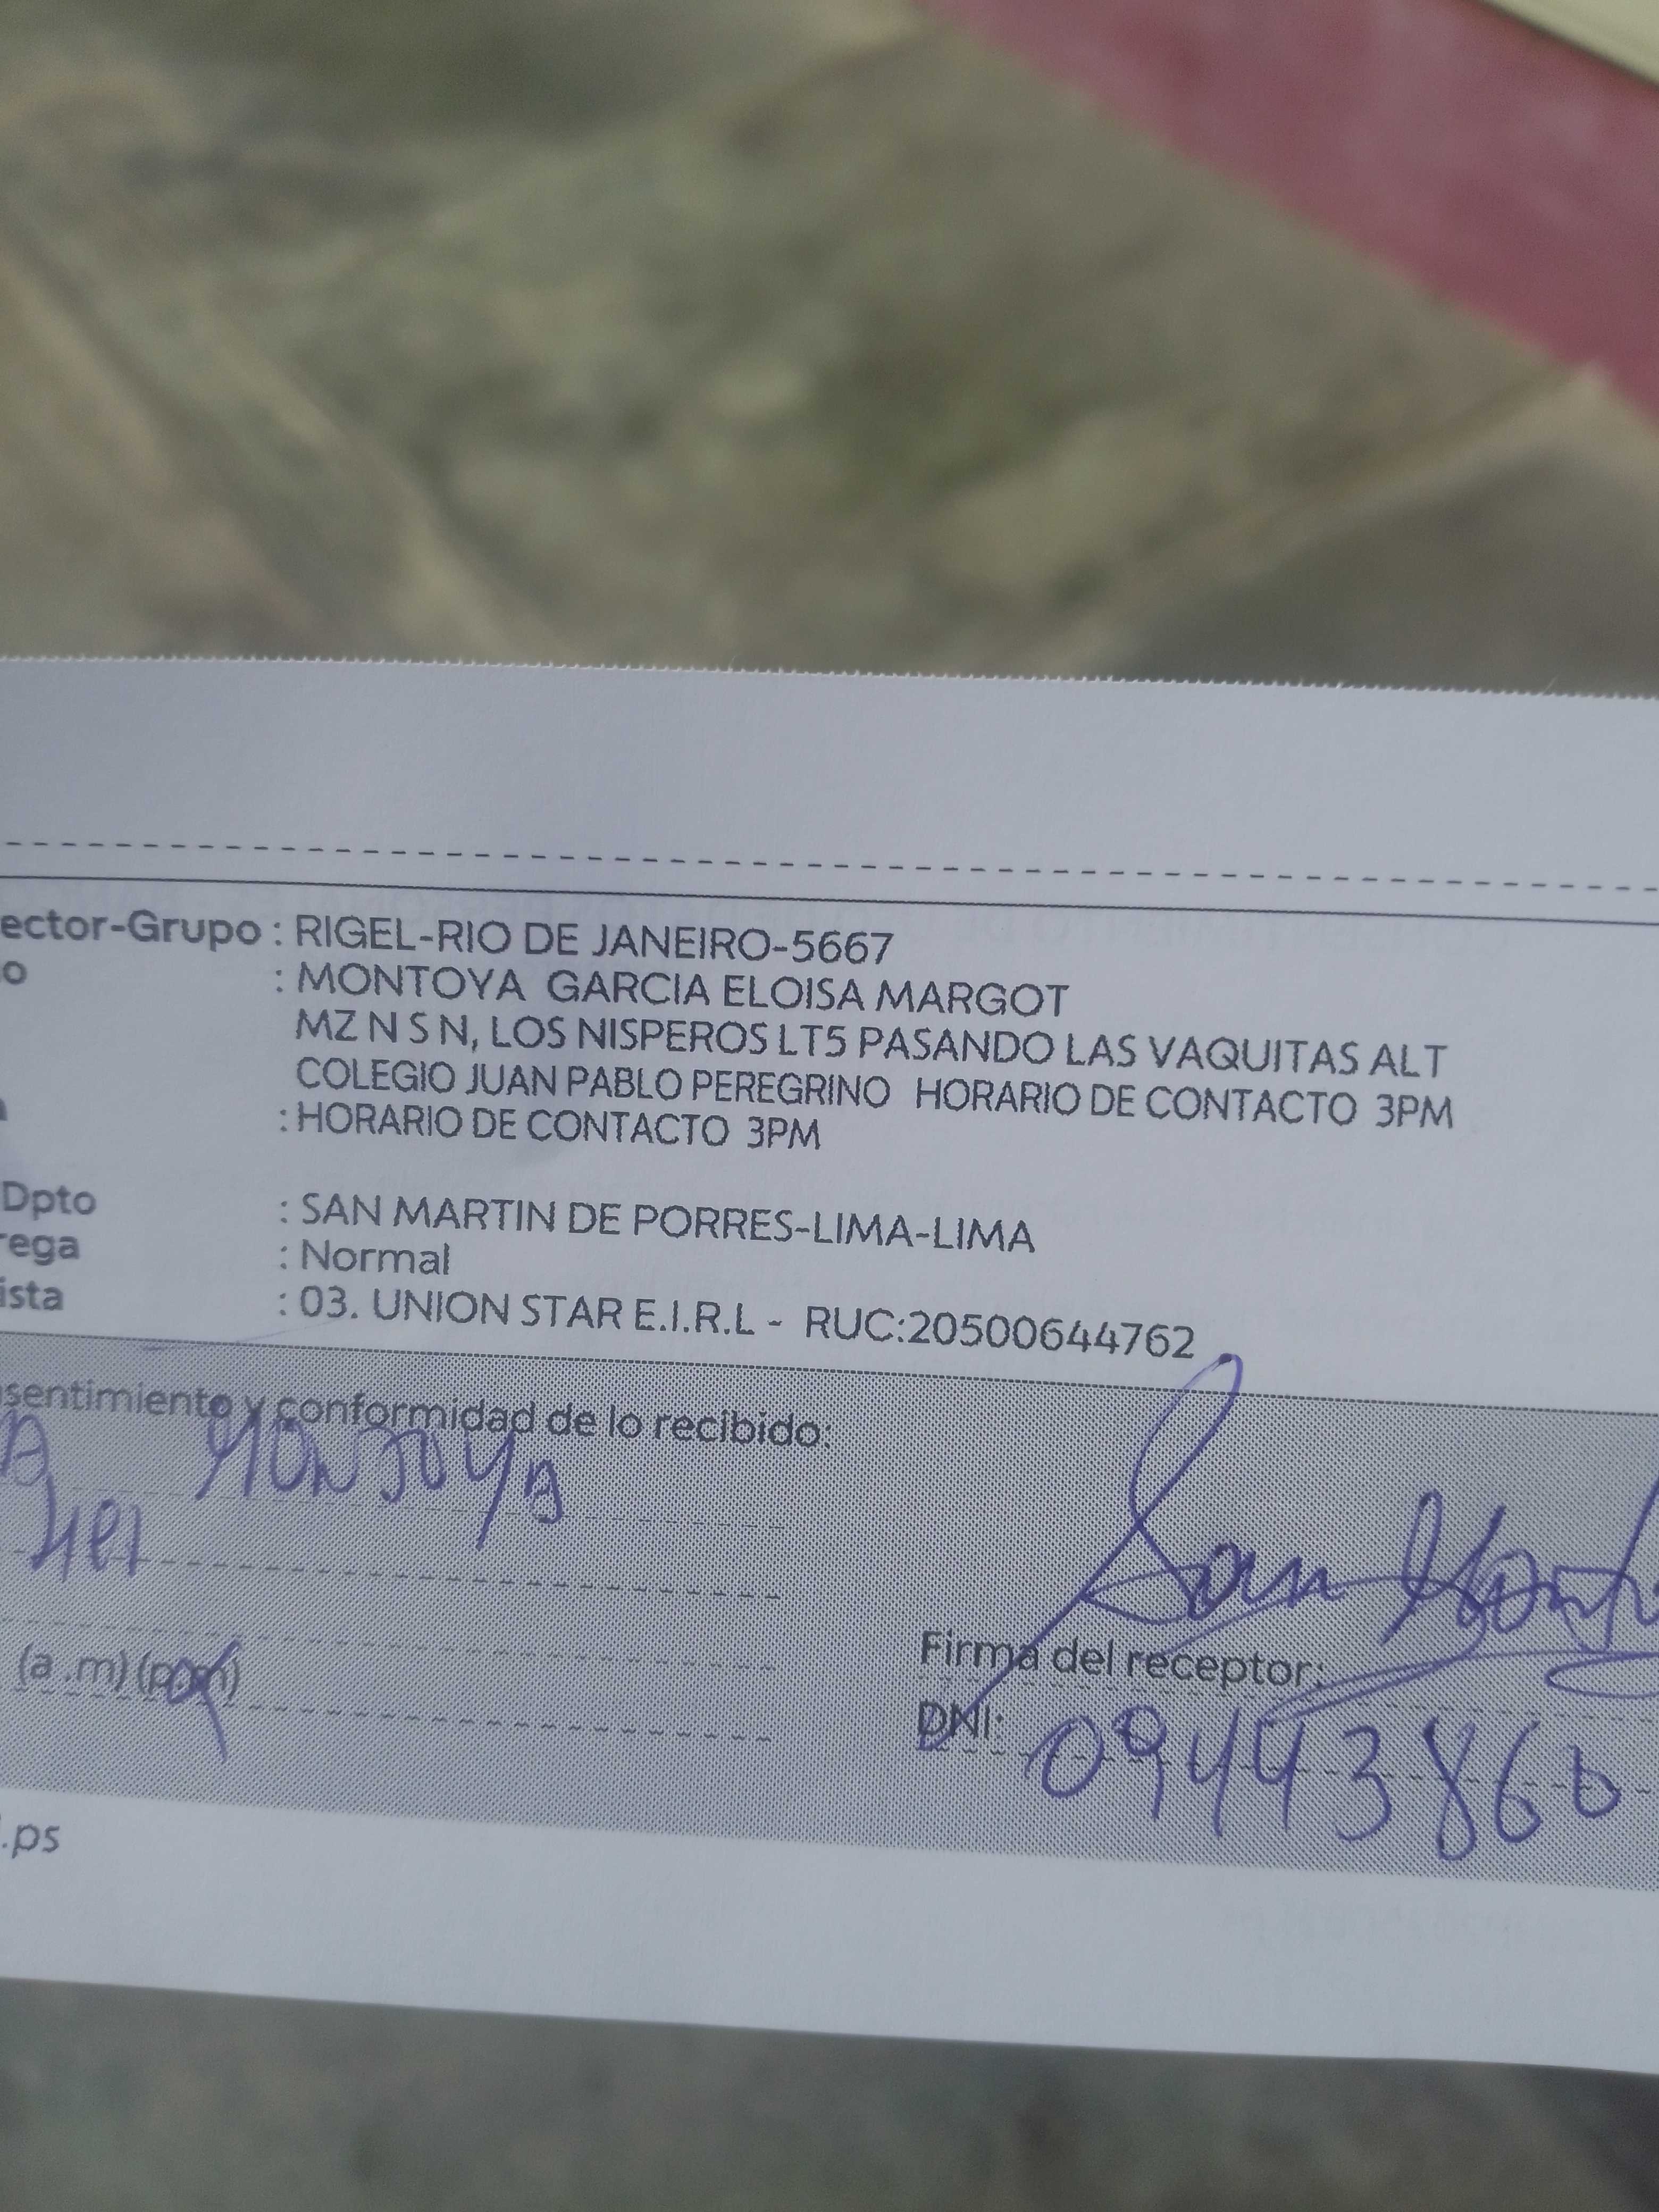 ector-Grupo : RIGEL-RIO DE JANEIRO-5667
o : MONTOYA GARCIA ELOISA MARGOT
MZ N S N, LOS NISPEROS LT5 PASANDO LAS VAQUITAS ALT
COLEGIO JUAN PABLO PEREGRINO HORARIO DE CONTACTO 3PM
a : HORARIO DE CONTACTO 3PM
Dpto : SAN MARTIN DE PORRES-LIMA-LIMA
rega : Normal
ista : 03. UNION STAR E.I.R.L - RUC:20500644762
nsentimiento y conformidad de lo recibido:
A MONTOYA
(a .m) (p.m)
Firma del receptor:
DNI: 09443860
.ps